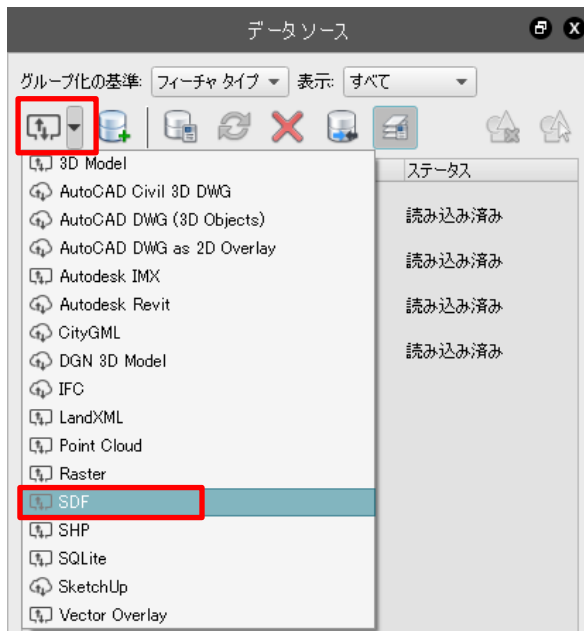 データ ソース
グループ化の基準: フィーチャ タイプ 表示: すべて
3D Model
ステータス
AutoCAD Civil 3D DWG
AutoCAD DWG (3D Objects)
読み込み済み
AutoCAD DWG as 2D Overlay
読み込み済み
Autodesk IMX
Autodesk Revit
読み込み済み
CityGML
DGN 3D Model
読み込み済み
IFC
LandXML
Point Cloud
Raster
SDF
SHP
SQLite
SketchUp
Vector Overlay